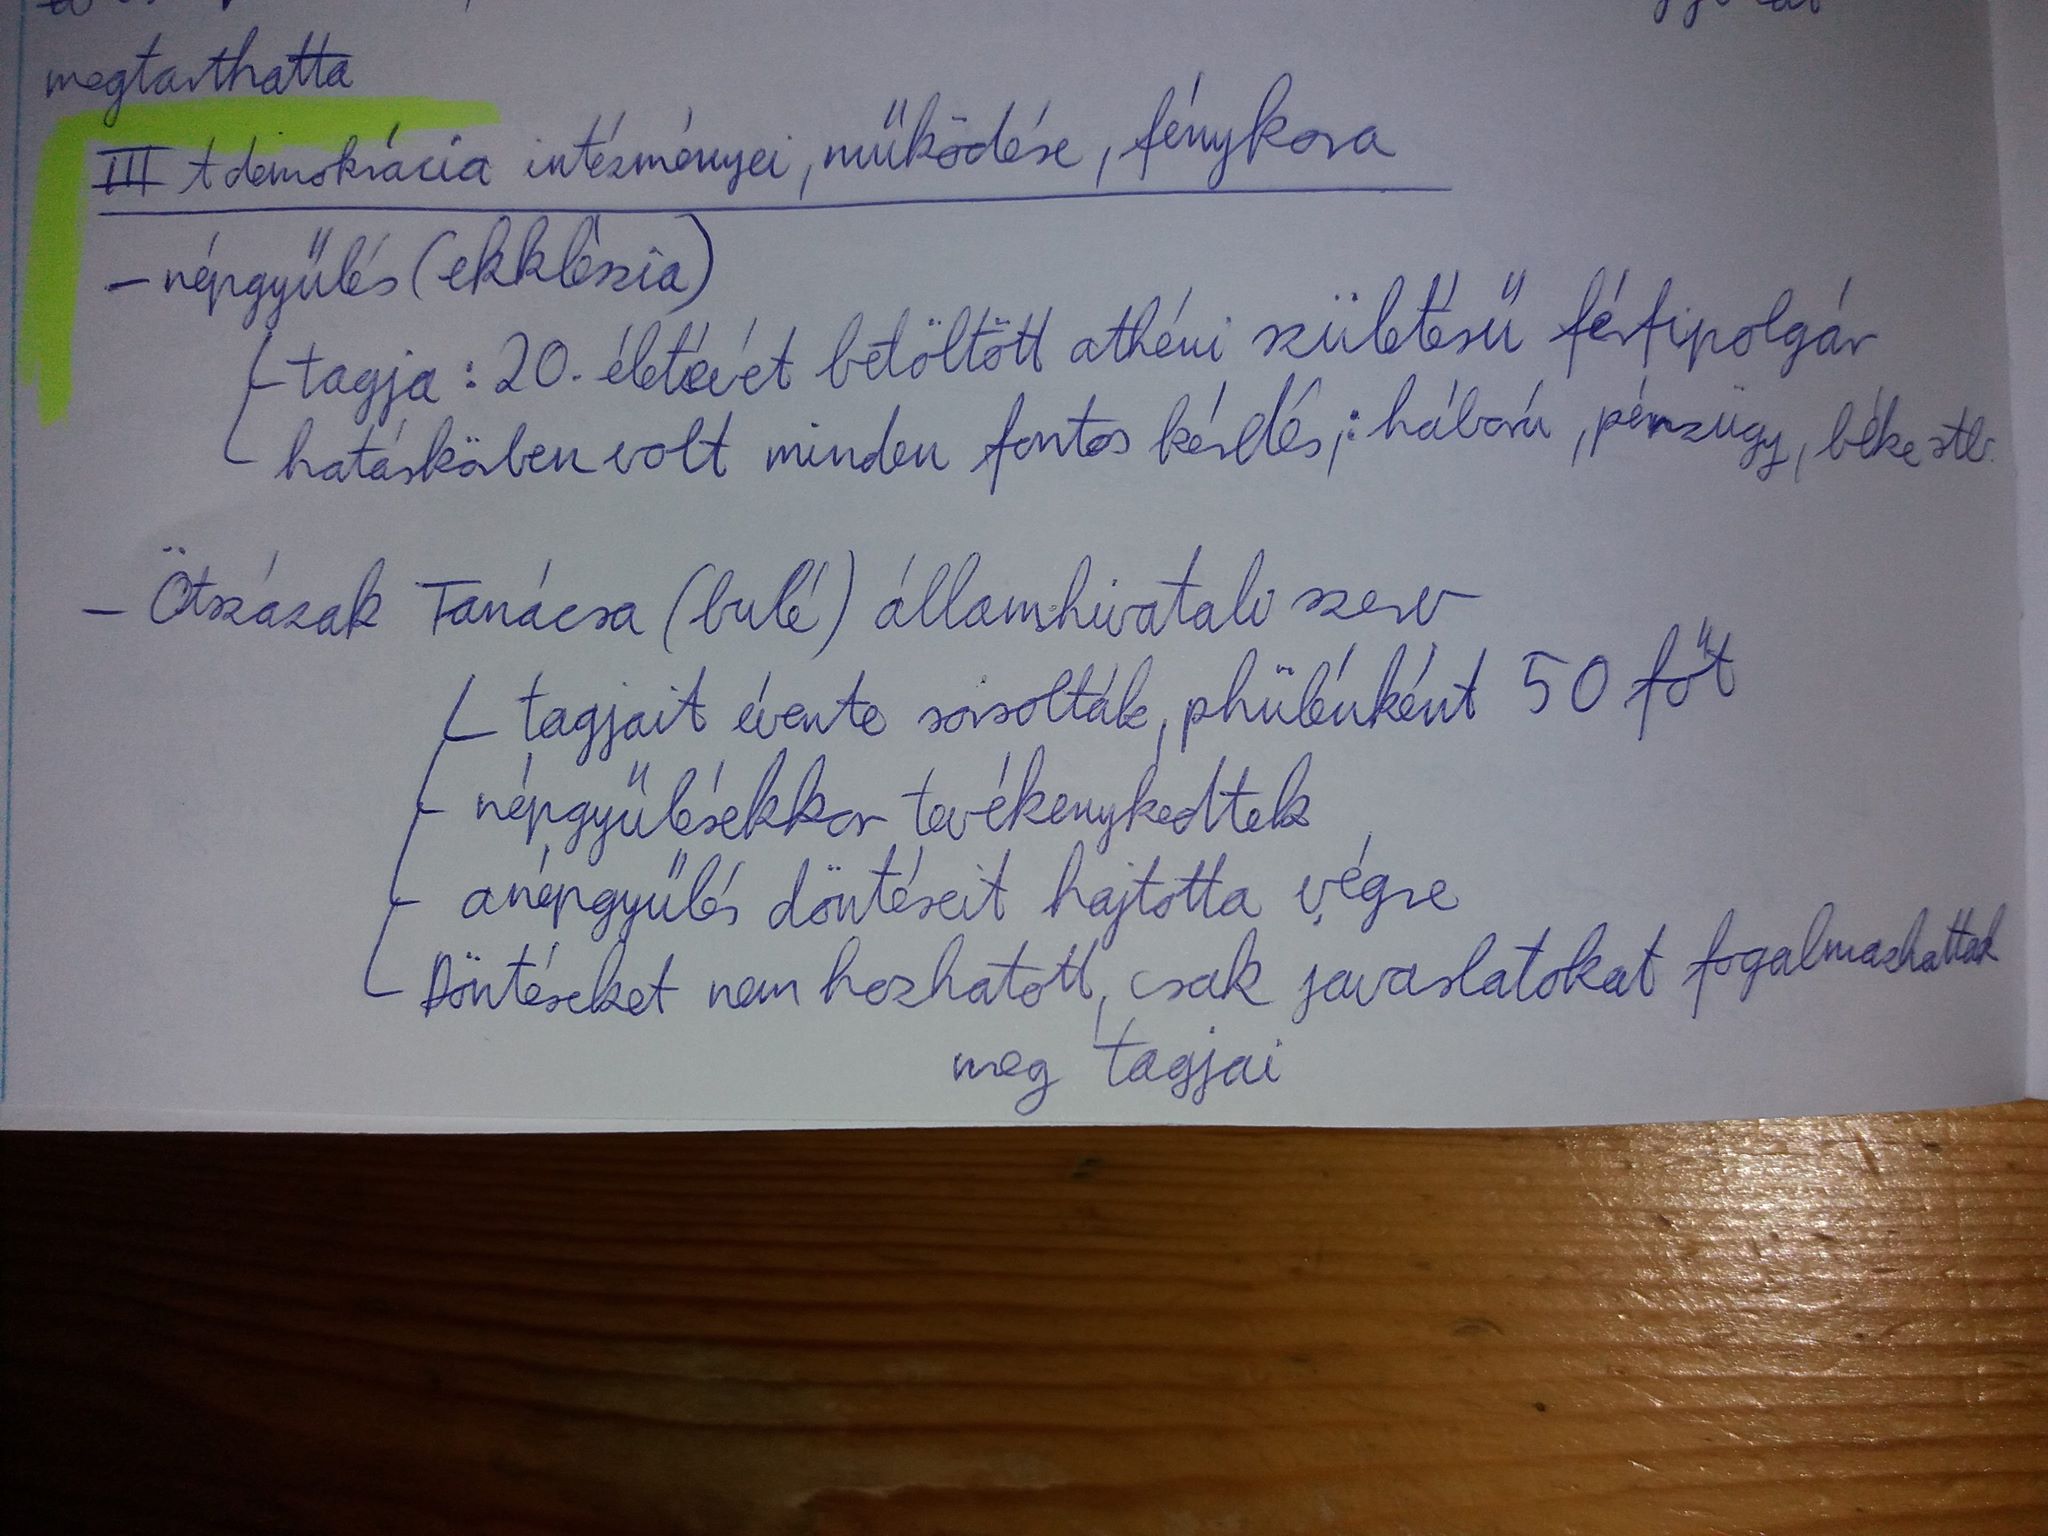 megtarthatta
III A demokrácia intézményei, működése, fénykora
- népgyűlés (ekklészia)
tagja: 20. életévét betöltött athéni születésű férfipolgár
hatáskörben volt minden fontos kérdés,: háború, pénzügy, béke stb.
- Ötszázak Tanácsa (bulé) államhivatali szerv
tagjait évente sorsolták, phülénként 50 főt
- népgyűlésekkor tevékenykedtek
- a népgyűlés döntéseit hajtotta végre
Döntéseket nem hozhatott, csak javaslatokat fogalmazhattak
meg tagjai